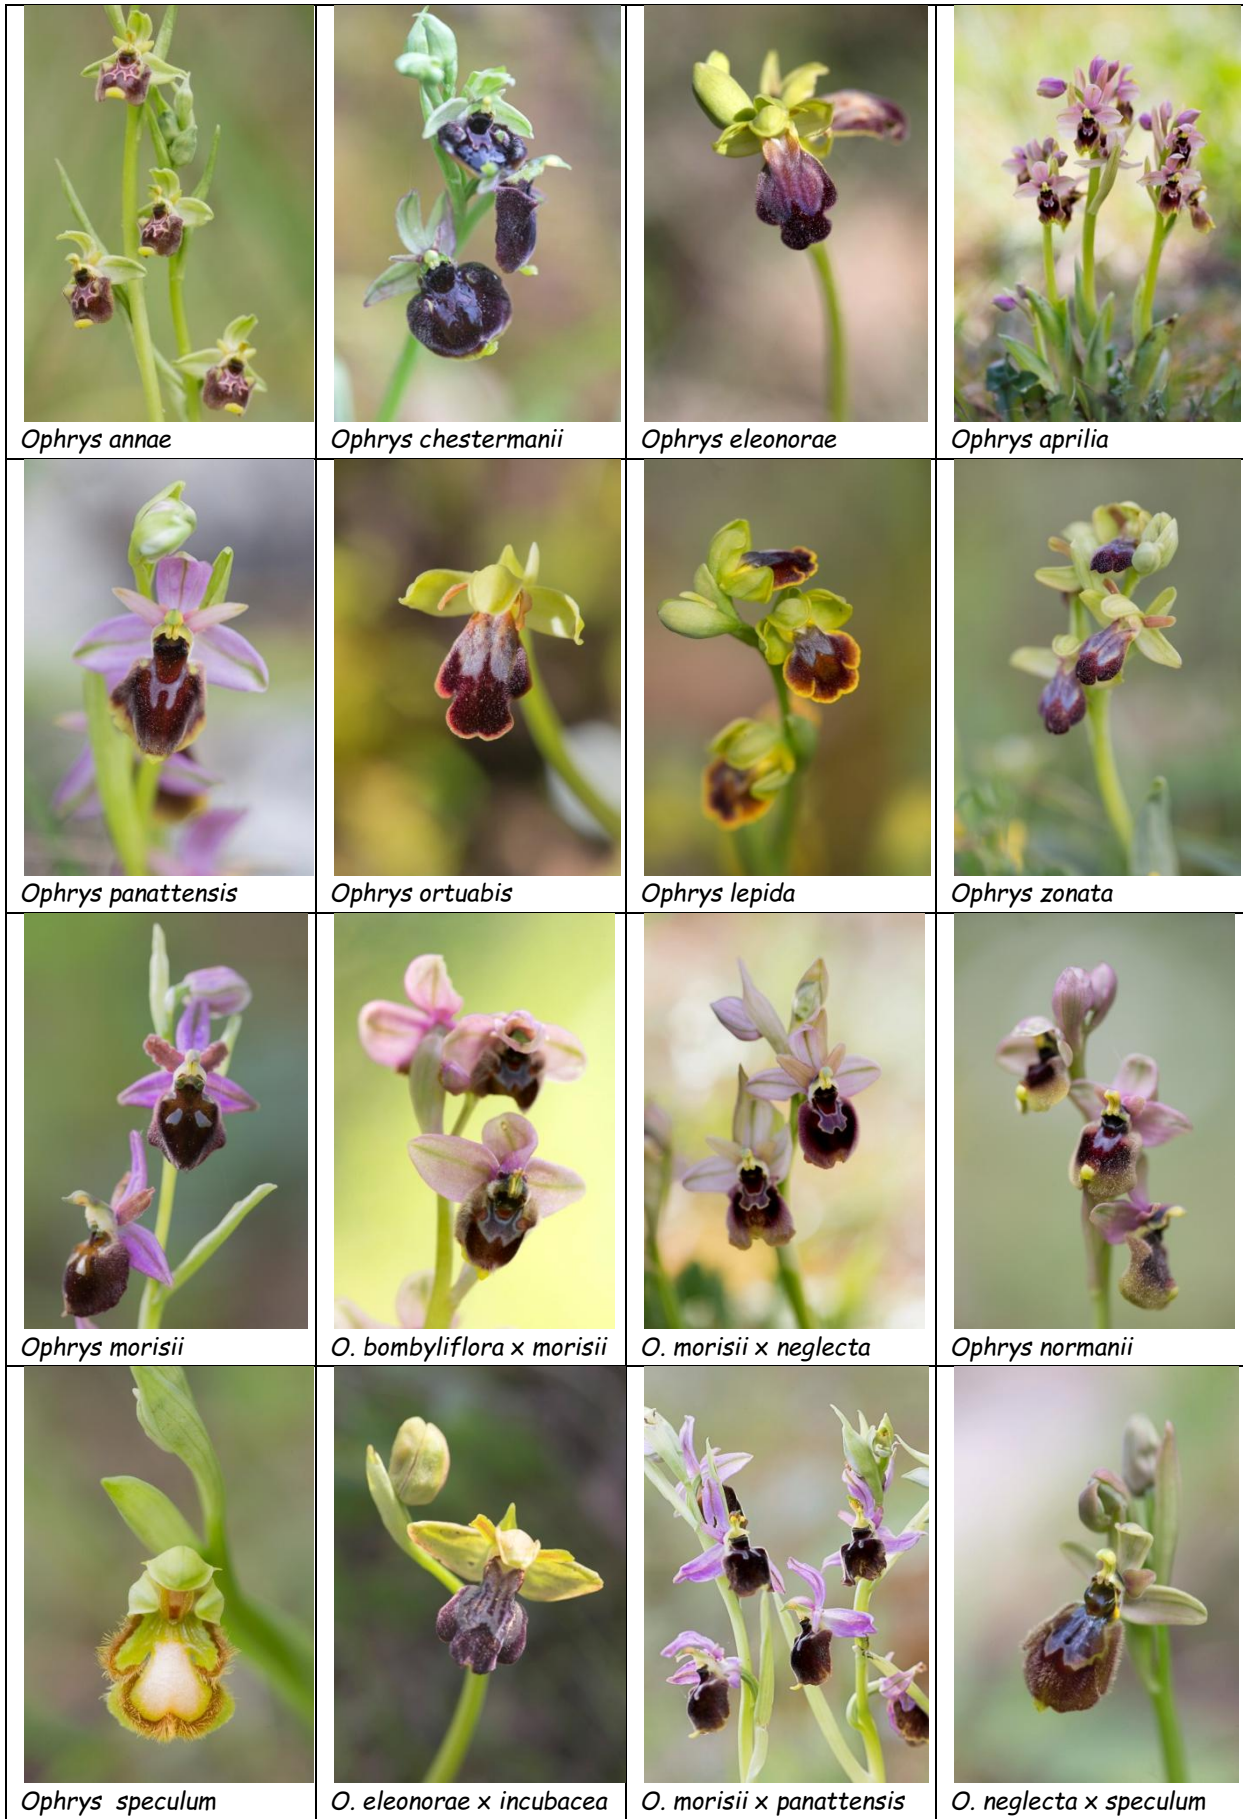 Ophrys annae
Ophrys chestermanii
Ophrys eleonorae
Ophrys aprilia
Ophrys panattensis
Ophrys ortuabis
Ophrys lepida
Ophrys zonata
Ophrys morisii
O. bombyliflora x morisii
O. morisii x neglecta
Ophrys normanii
Ophrys speculum
O. eleonorae x incubacea
O. morisii x panattensis
O. neglecta x speculum